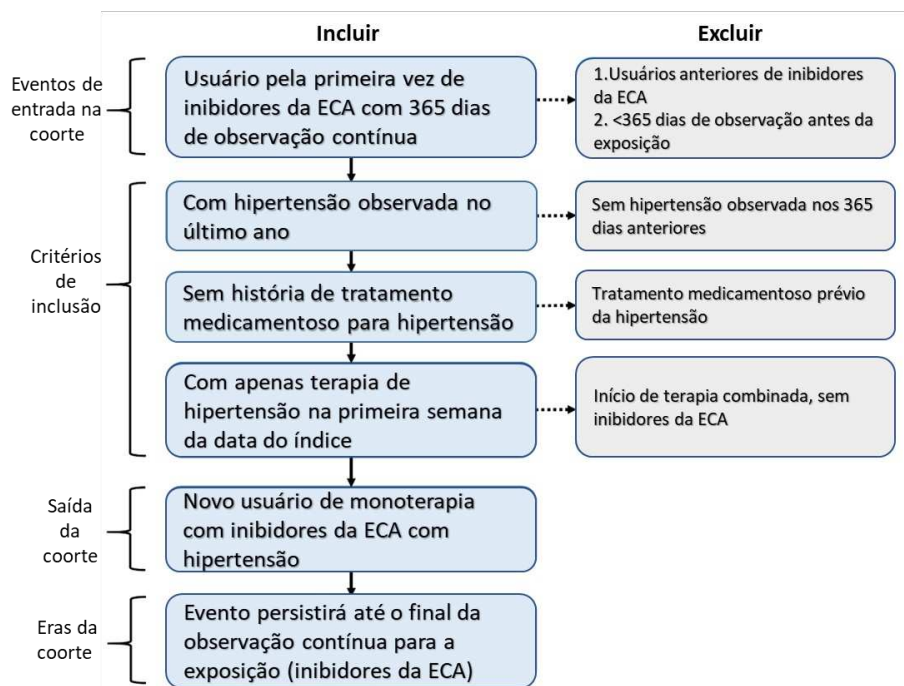 Incluir
Excluir
Eventos de
entrada na
coorte
Usuário pela primeira vez de
inibidores da ECA com 365 dias
de observação contínua
1.Usuários anteriores de inibidores
da ECA
2. <365 dias de observação antes da
exposição
Critérios
de
inclusão
Com hipertensão observada no
último ano
Sem hipertensão observada nos 365
dias anteriores
Sem história de tratamento
medicamentoso para hipertensão
Tratamento medicamentoso prévio
da hipertensão
Com apenas terapia de
hipertensão na primeira semana
da data do índice
Início de terapia combinada, sem
inibidores da ECA
Saída
da
coorte
Novo usuário de monoterapia
com inibidores da ECA com
hipertensão
Eras da
coorte
Evento persistirá até o final da
observação contínua para a
exposição (inibidores da ECA)